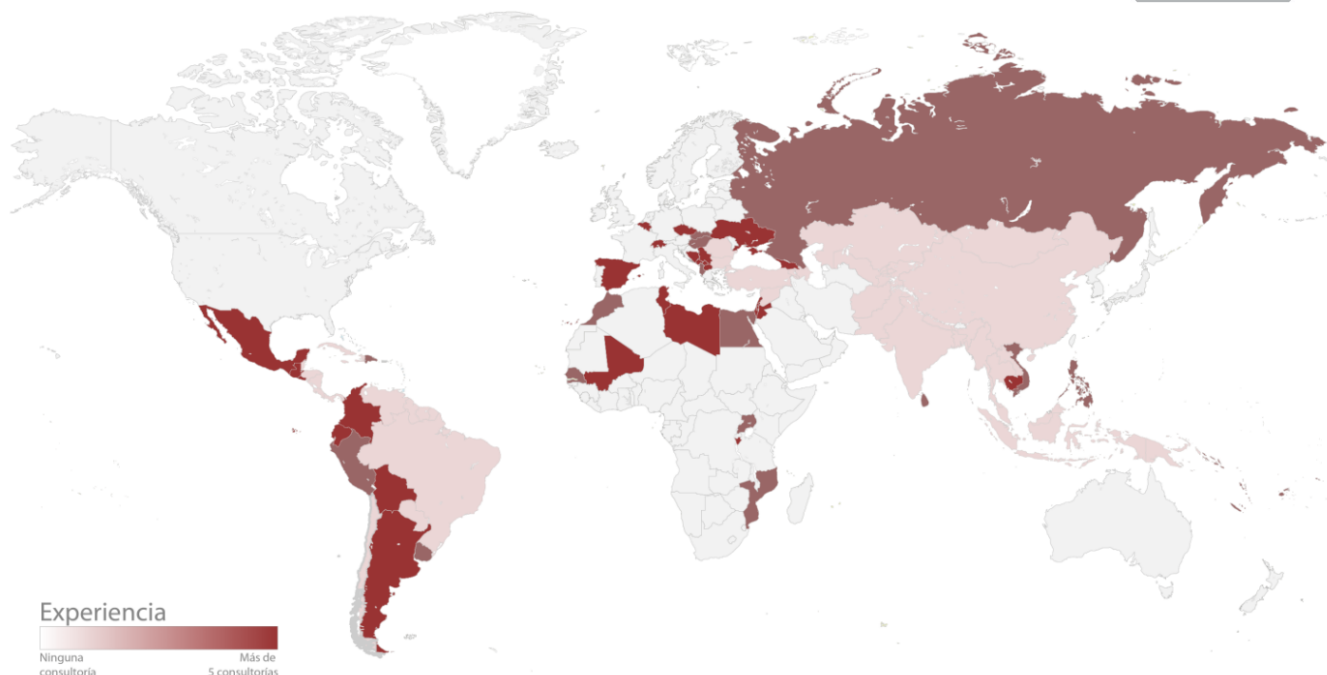 Experiencia
Ninguna
consultoría
Más de
5 consultorías